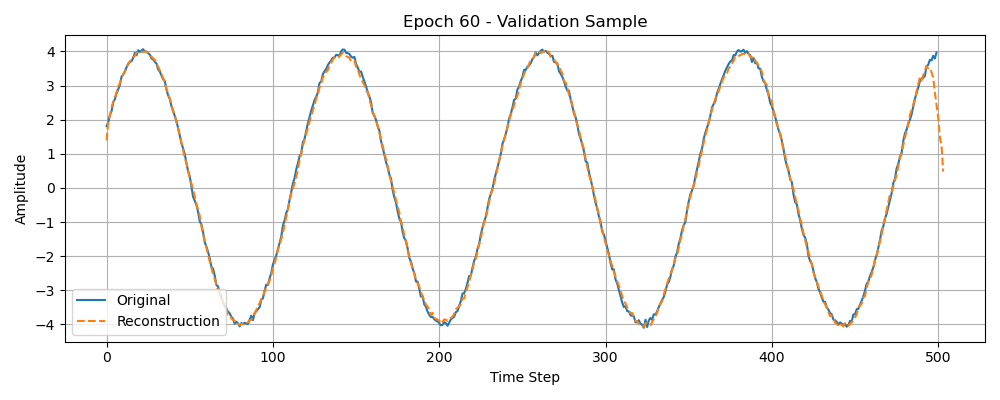 Epoch 60 - Validation Sample
Amplitude
4
3
2
1
0
−1
−2
−3
−4
Original
Reconstruction
0 100 200 300 400 500
Time Step